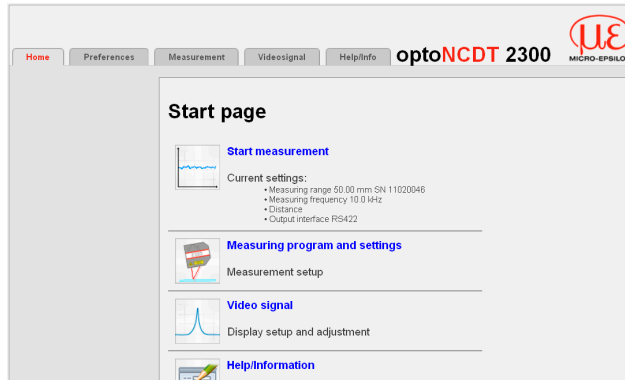 με
Home
Preferences
Measurement
Videosignal
Help/Info
optoNCDT 2300
MICRO-EPSILO
Start page
Start measurement
Current settings:
• Measuring range 50.00 mm SN 11020046
• Measuring frequency 10.0 kHz
• Distance
• Output interface RS422
Measuring program and settings
Measurement setup
Video signal
Display setup and adjustment
Help/Information